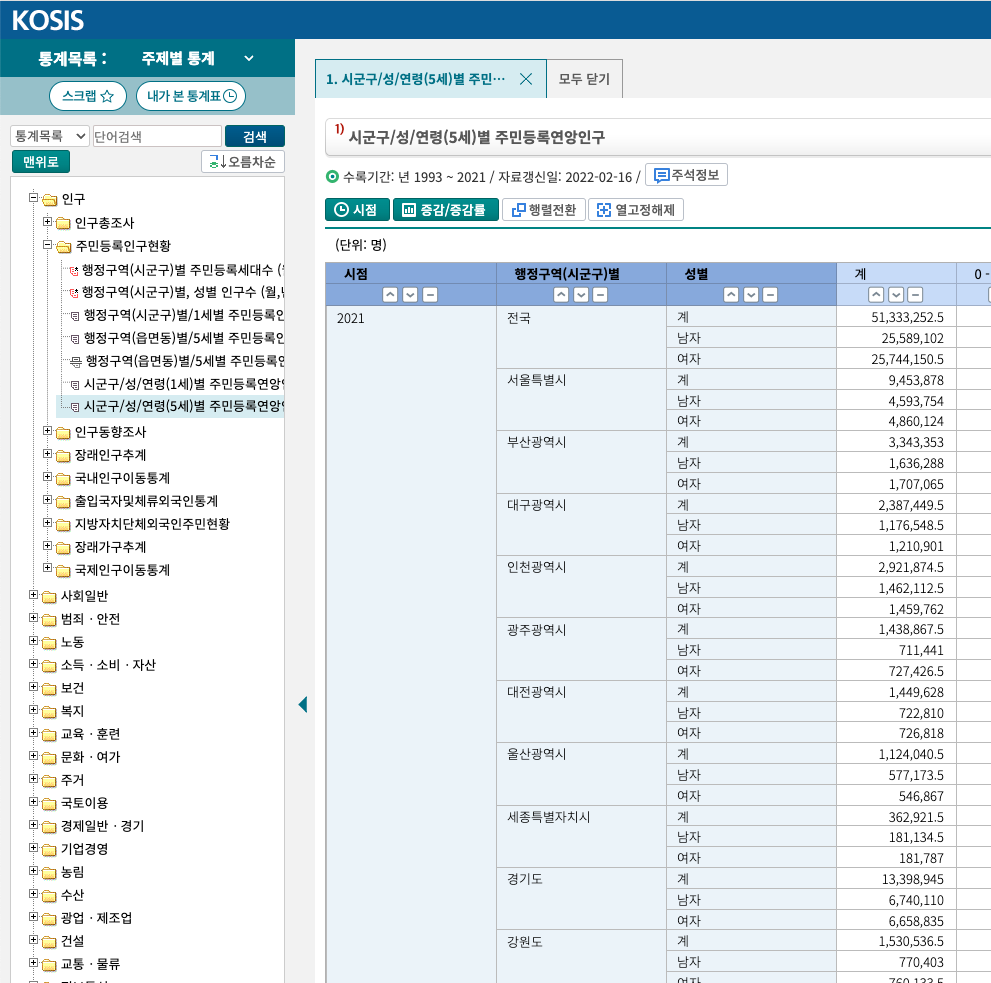 KOSIS
통계목록 : 주제별 통계
스크랩 내가 본 통계표
통계목록 단어검색 검색
맨위로 오름차순
인구
인구총조사
주민등록인구현황
행정구역(시군구)별 주민등록세대수
행정구역(시군구)별, 성별 인구수 (월,
행정구역(시군구)별/1세별 주민등록인
행정구역(읍면동)별/5세별 주민등록인
행정구역(읍면동)별/5세별 주민등록인
시군구/성/연령(1세)별 주민등록연앙
시군구/성/연령(5세)별 주민등록연앙
인구동향조사
장래인구추계
국내인구이동통계
출입국자및체류외국인통계
지방자치단체외국인주민현황
장래가구추계
국제인구이동통계
사회일반
범죄ㆍ안전
노동
소득ㆍ소비ㆍ자산
보건
복지
교육ㆍ훈련
문화ㆍ여가
주거
국토이용
경제일반ㆍ경기
기업경영
농림
수산
광업ㆍ제조업
건설
교통ㆍ물류
1. 시군구/성/연령(5세)별 주민··· 모두 닫기
1) 시군구/성/연령(5세)별 주민등록연앙인구
수록기간: 년 1993 ~ 2021 / 자료갱신일: 2022-02-16 / 주석정보
시점 증감/증감률 행렬전환 열고정해제
(단위: 명)
시점 행정구역(시군구)별 성별 계 0 -
2021 전국 계 51,333,252.5
남자 25,589,102
여자 25,744,150.5
서울특별시 계 9,453,878
남자 4,593,754
여자 4,860,124
부산광역시 계 3,343,353
남자 1,636,288
여자 1,707,065
대구광역시 계 2,387,449.5
남자 1,176,548.5
여자 1,210,901
인천광역시 계 2,921,874.5
남자 1,462,112.5
여자 1,459,762
광주광역시 계 1,438,867.5
남자 711,441
여자 727,426.5
대전광역시 계 1,449,628
남자 722,810
여자 726,818
울산광역시 계 1,124,040.5
남자 577,173.5
여자 546,867
세종특별자치시 계 362,921.5
남자 181,134.5
여자 181,787
경기도 계 13,398,945
남자 6,740,110
여자 6,658,835
강원도 계 1,530,536.5
남자 770,403
여자 760,133.5